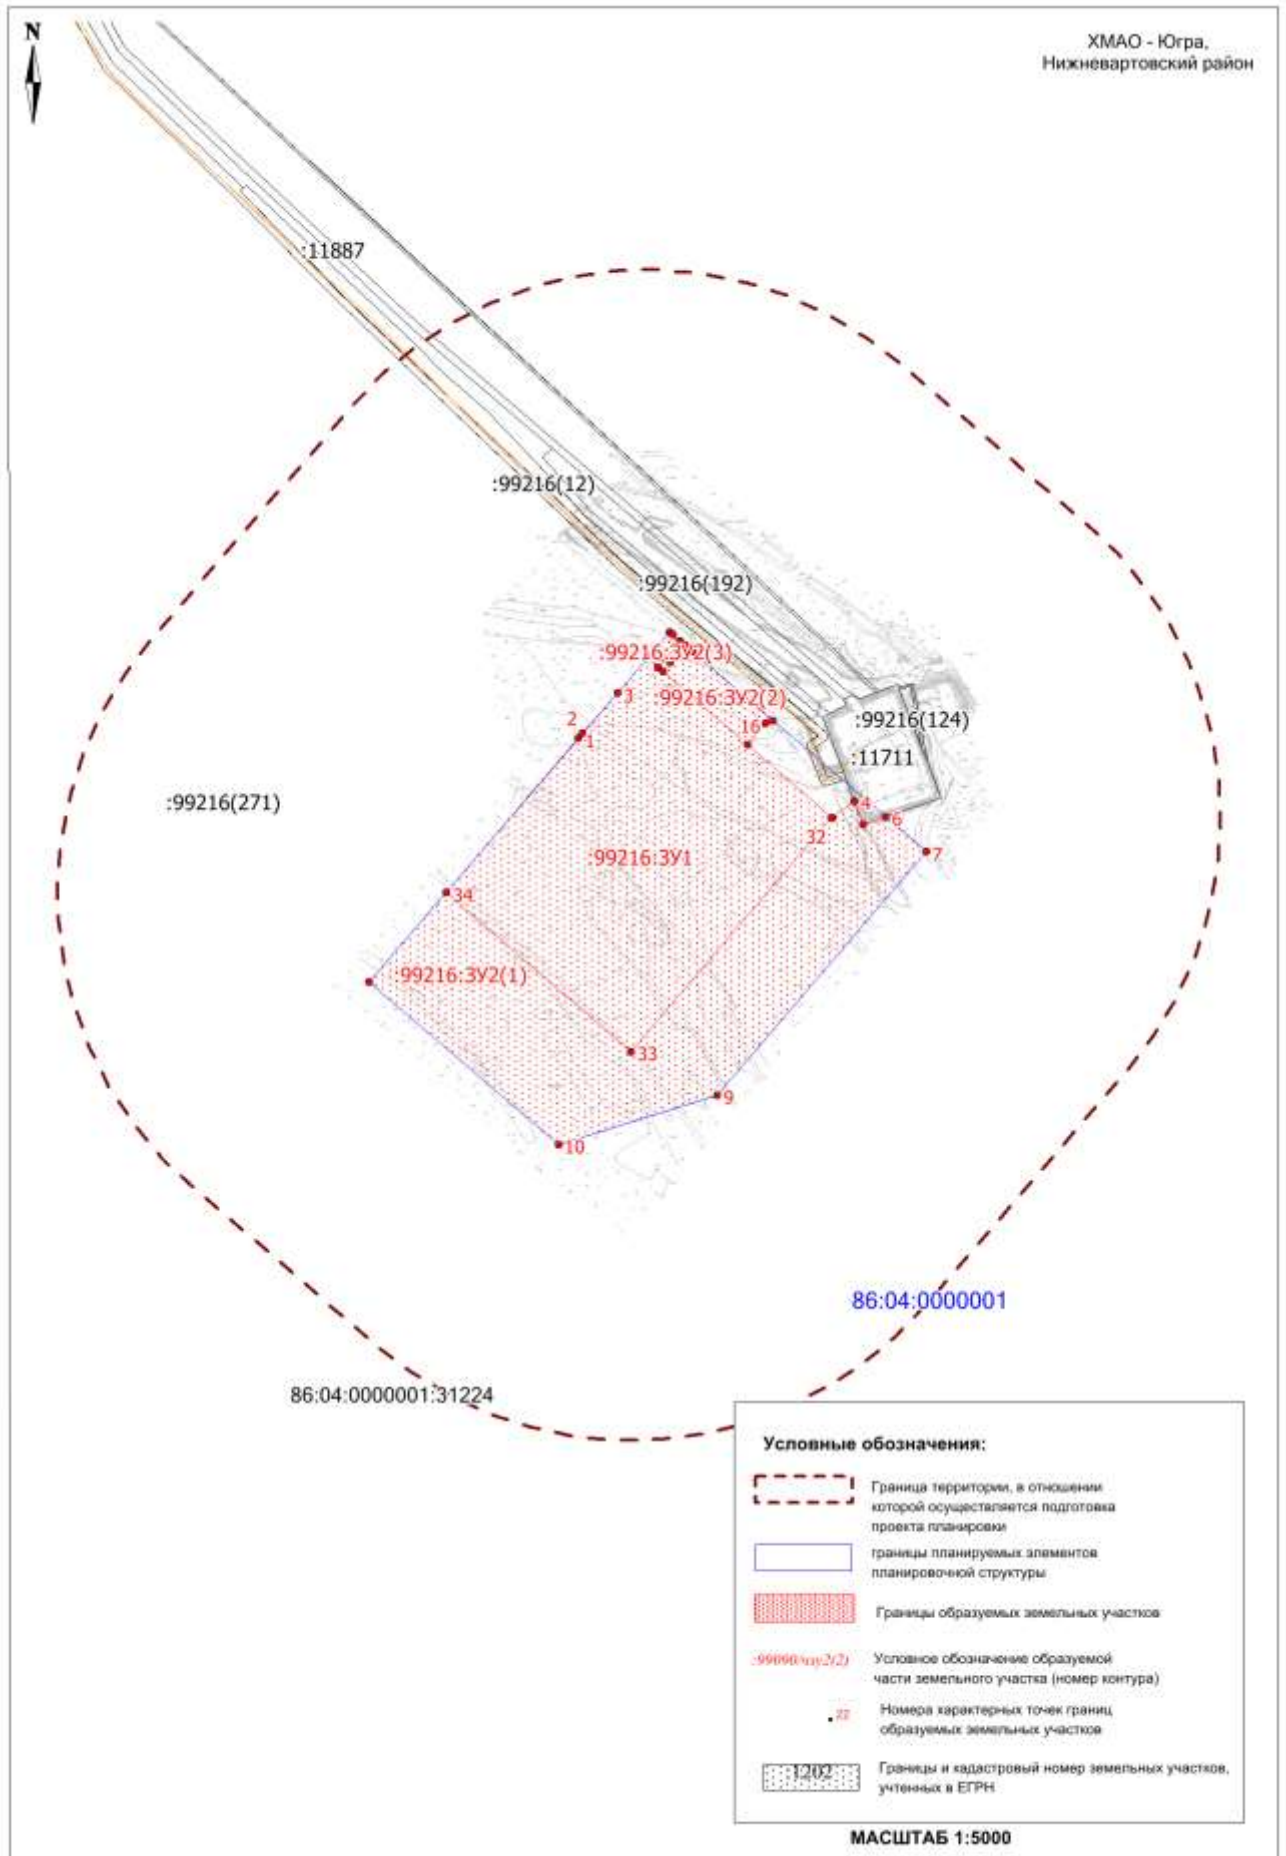 N
ХМАО - Югра,
Нижневартовский район
:11887
:99216(12)
:99216(192)
:99216:ЗУ2(3)
3
:99216:ЗУ2(2)
2
1
16
:99216(124)
:11711
:99216(271)
4
6
32
7
:99216:ЗУ1
34
:99216:ЗУ2(1)
33
9
10
86:04:0000001
86:04:0000001:31224
Условные обозначения:
Граница территории, в отношении
которой осуществляется подготовка
проекта планировки
границы планируемых элементов
планировочной структуры
Границы образуемых земельных участков
:99090/чзу2(2)
Условное обозначение образуемой
части земельного участка (номер контура)
22
Номера характерных точек границ
образуемых земельных участков
:1202
Границы и кадастровый номер земельных участков,
учтенных в ЕГРН
МАСШТАБ 1:5000